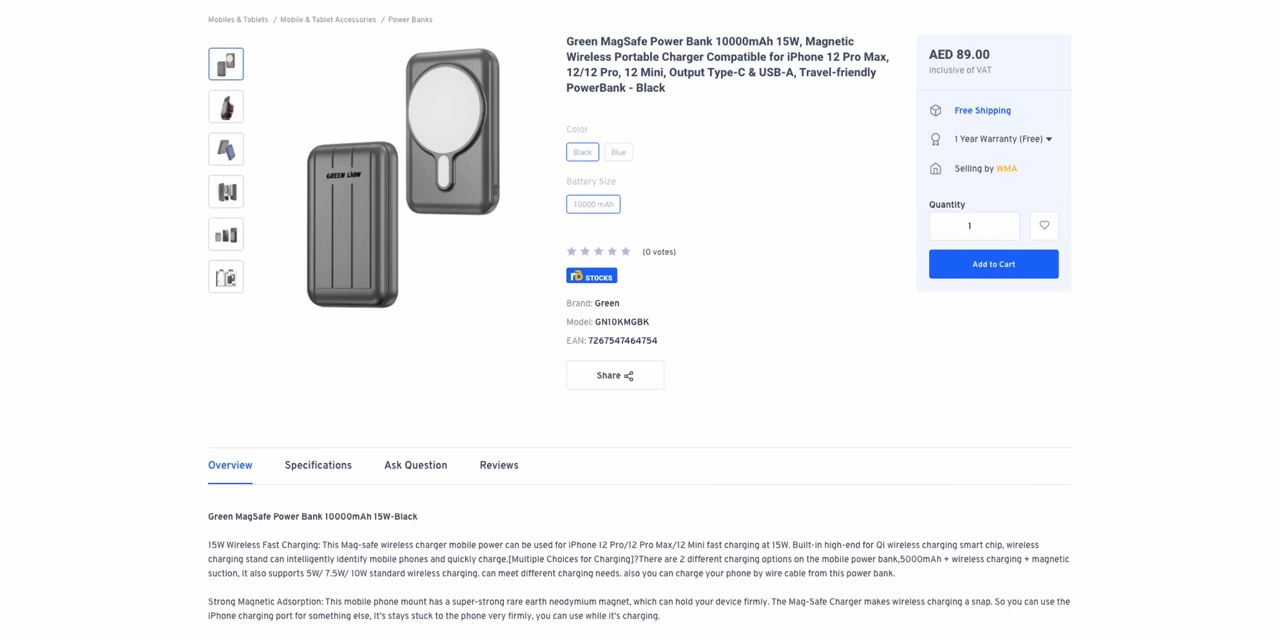 Mobiles & Tablets / Mobile & Tablet Accessories / Power Banks
GREEN LION
Green MagSafe Power Bank 10000mAh 15W, Magnetic
Wireless Portable Charger Compatible for iPhone 12 Pro Max,
12/12 Pro, 12 Mini, Output Type-C & USB-A, Travel-friendly
PowerBank - Black
Color
Black Blue
Battery Size
10000 mAh
(0 votes)
STOCKS
Brand: Green
Model: GN10KMGBK
EAN: 7267547464754
Share
AED 89.00
inclusive of VAT
Free Shipping
1 Year Warranty (Free)
Selling by WMA
Quantity
1
Add to Cart
Overview Specifications Ask Question Reviews
Green MagSafe Power Bank 10000mAh 15W-Black
15W Wireless Fast Charging: This Mag-safe wireless charger mobile power can be used for iPhone 12 Pro/12 Pro Max/12 Mini fast charging at 15W. Built-in high-end for Qi wireless charging smart chip, wireless
charging stand can intelligently identify mobile phones and quickly charge.[Multiple Choices for Charging]?There are 2 different charging options on the mobile power bank,5000mAh + wireless charging + magnetic
suction, It also supports 5W/ 7.5W/ 10W standard wireless charging. can meet different charging needs. also you can charge your phone by wire cable from this power bank.
Strong Magnetic Adsorption: This mobile phone mount has a super-strong rare earth neodymium magnet, which can hold your device firmly. The Mag-Safe Charger makes wireless charging a snap. So you can use the
iPhone charging port for something else, it's stays stuck to the phone very firmly, you can use while it's charging.